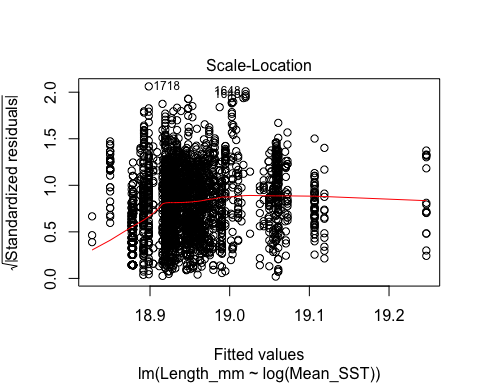 Scale-Location
√|Standardized residuals|
2.0
1.5
1.0
0.5
0.0
1718
1648
18.9
19.0
19.1
19.2
Fitted values
lm(Length_mm ~ log(Mean_SST))